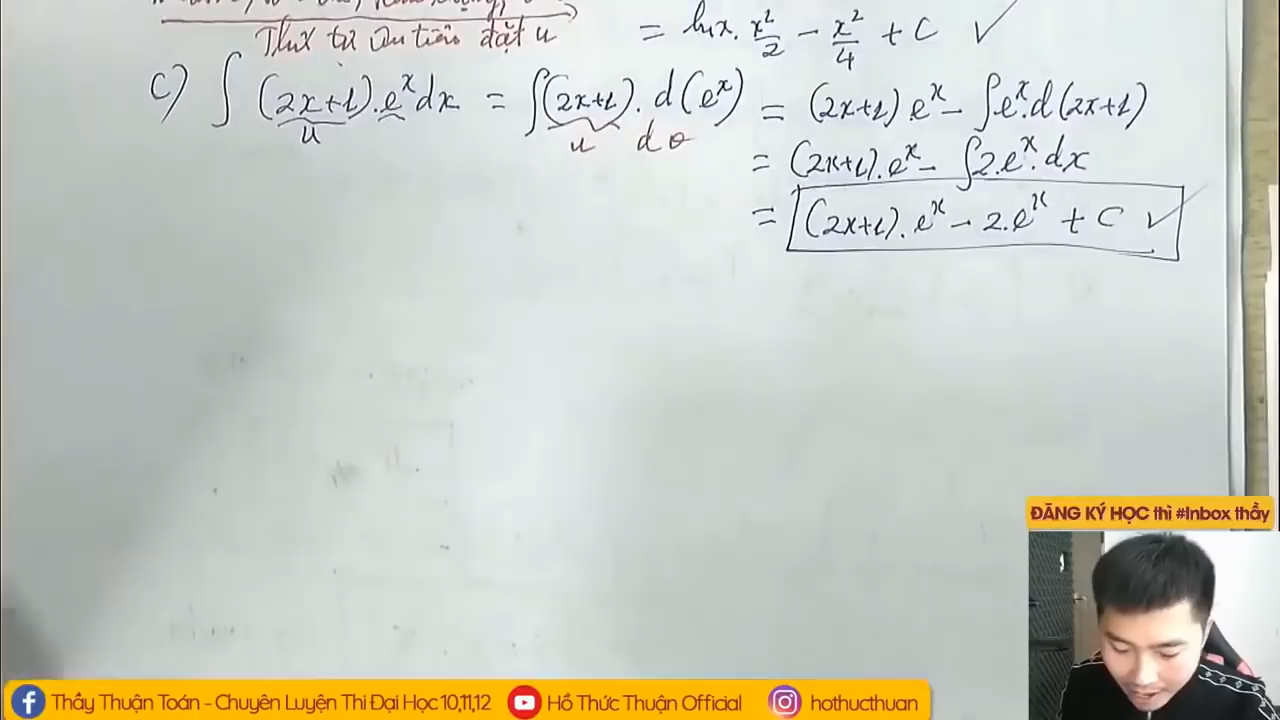 = lnx. x²/2 - x²/4 + C ✓
Thứ tự ưu tiên đặt u
c) ∫ (2x+1).eˣ dx = ∫(2x+1). d(eˣ) = (2x+1) eˣ - ∫eˣ.d(2x+1)
u u dv
= (2x+1).eˣ - ∫2.eˣ.dx
= (2x+1).eˣ - 2.eˣ + C ✓
ĐĂNG KÝ HỌC thì #Inbox thầy
Thầy Thuận Toán - Chuyên Luyện Thi Đại Học 10,11,12 Hồ Thức Thuận Official hothucthuan